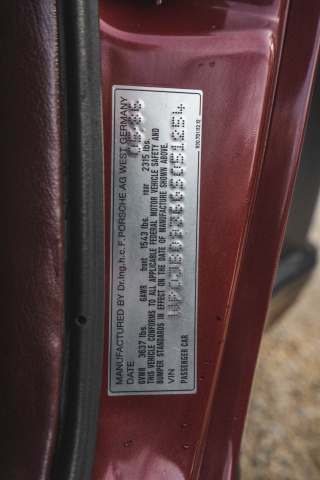 MANUFACTURED BY Dr.Ing.h.c.F. PORSCHE AG WEST GERMANY
DATE
GVWR 3637 lbs. GAWR front 1543 lbs. rear 2315 lbs.
THIS VEHICLE CONFORMS TO ALL APPLICABLE FEDERAL MOTOR VEHICLE SAFETY AND
BUMPER STANDARDS IN EFFECT ON THE DATE OF MANUFACTURE SHOWN ABOVE.
VIN
PASSENGER CAR